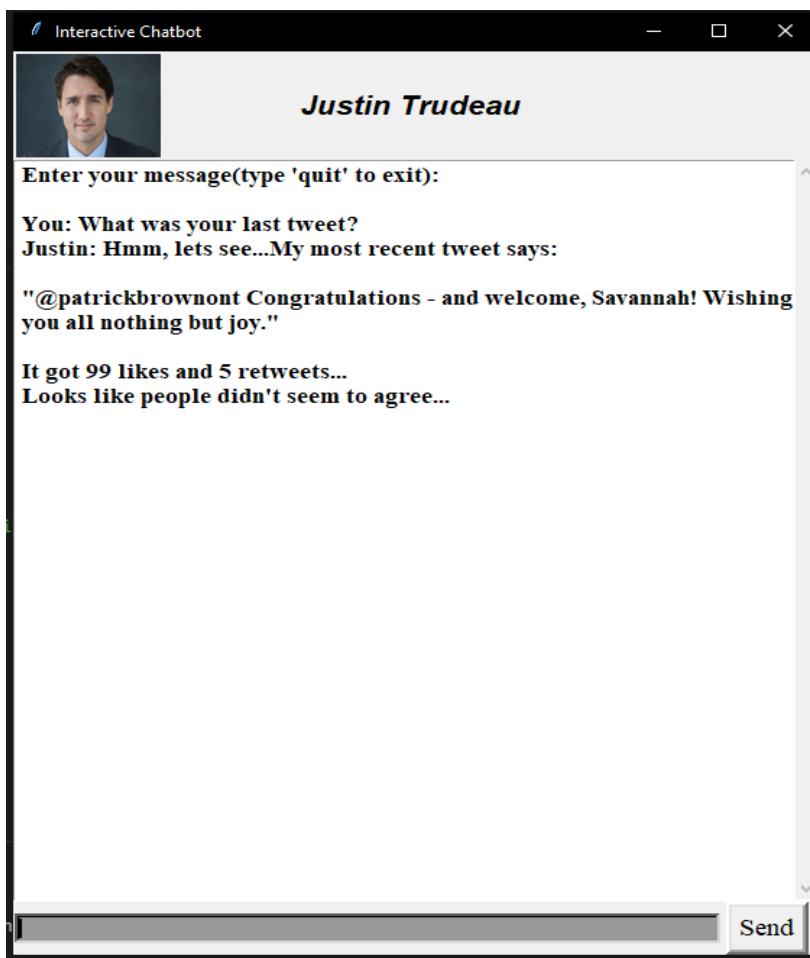 Interactive Chatbot
Justin Trudeau
Enter your message(type 'quit' to exit):
You: What was your last tweet?
Justin: Hmm, lets see...My most recent tweet says:
"@patrickbrownont Congratulations - and welcome, Savannah! Wishing
you all nothing but joy."
It got 99 likes and 5 retweets...
Looks like people didn't seem to agree...
Send